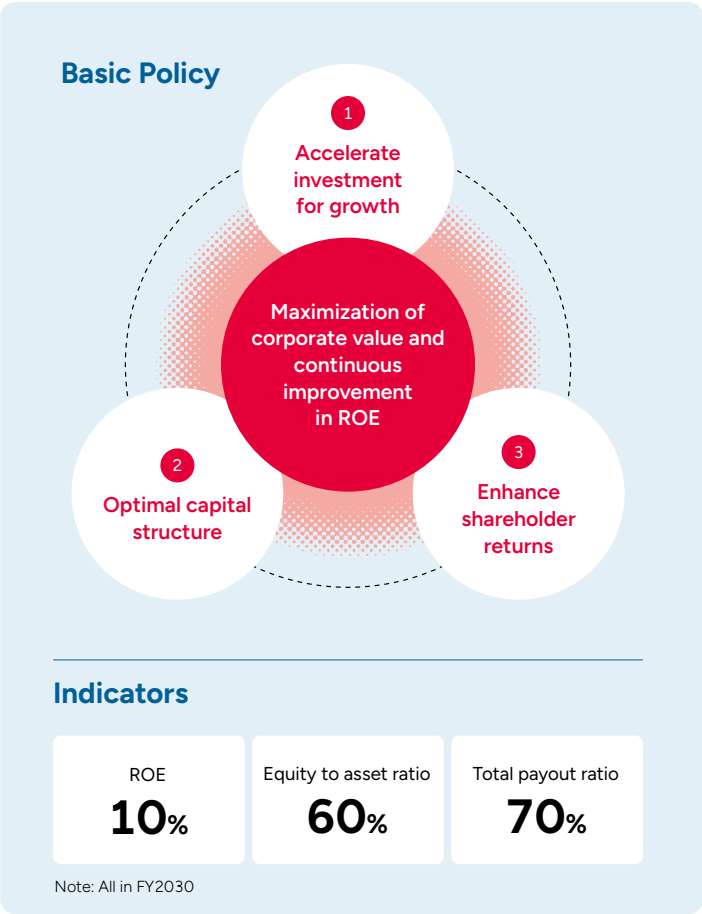 Basic Policy
1
Accelerate
investment
for growth
Maximization of
corporate value and
continuous
improvement
in ROE
2
Optimal capital
structure
3
Enhance
shareholder
returns
Indicators
ROE
10%
Equity to asset ratio
60%
Total payout ratio
70%
Note: All in FY2030